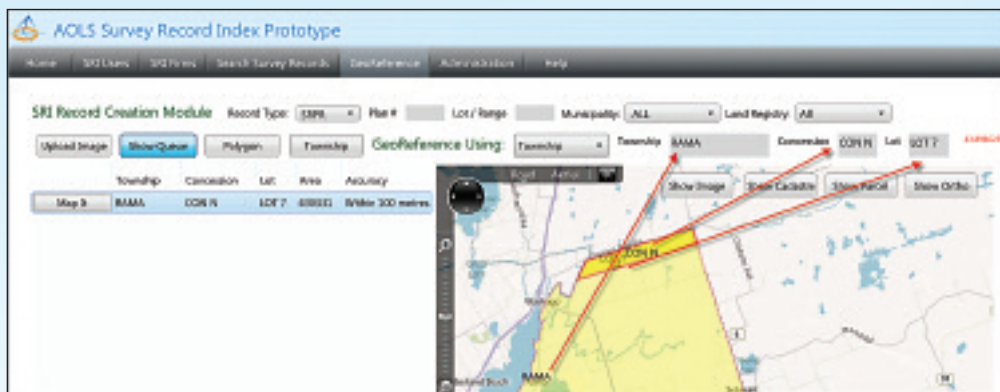 AOLS Survey Record Index Prototype
Home SRI Users SRI Firms Search Survey Records GeoReference Administration Help
SRI Record Creation Module Record Type: Plan # Lot / Range Municipality: ALL Land Registry: All
Upload Image Show Queue Polygon Township GeoReference Using: Township Township RAMA Concession CON N Lot LOT 7
Show Image Show Cadastre Show Parcel Show Ortho
Township Concession Lot Area Accuracy
Map It RAMA CON N LOT 7 Within 100 metres
Road Aerial
CON N
RAMA